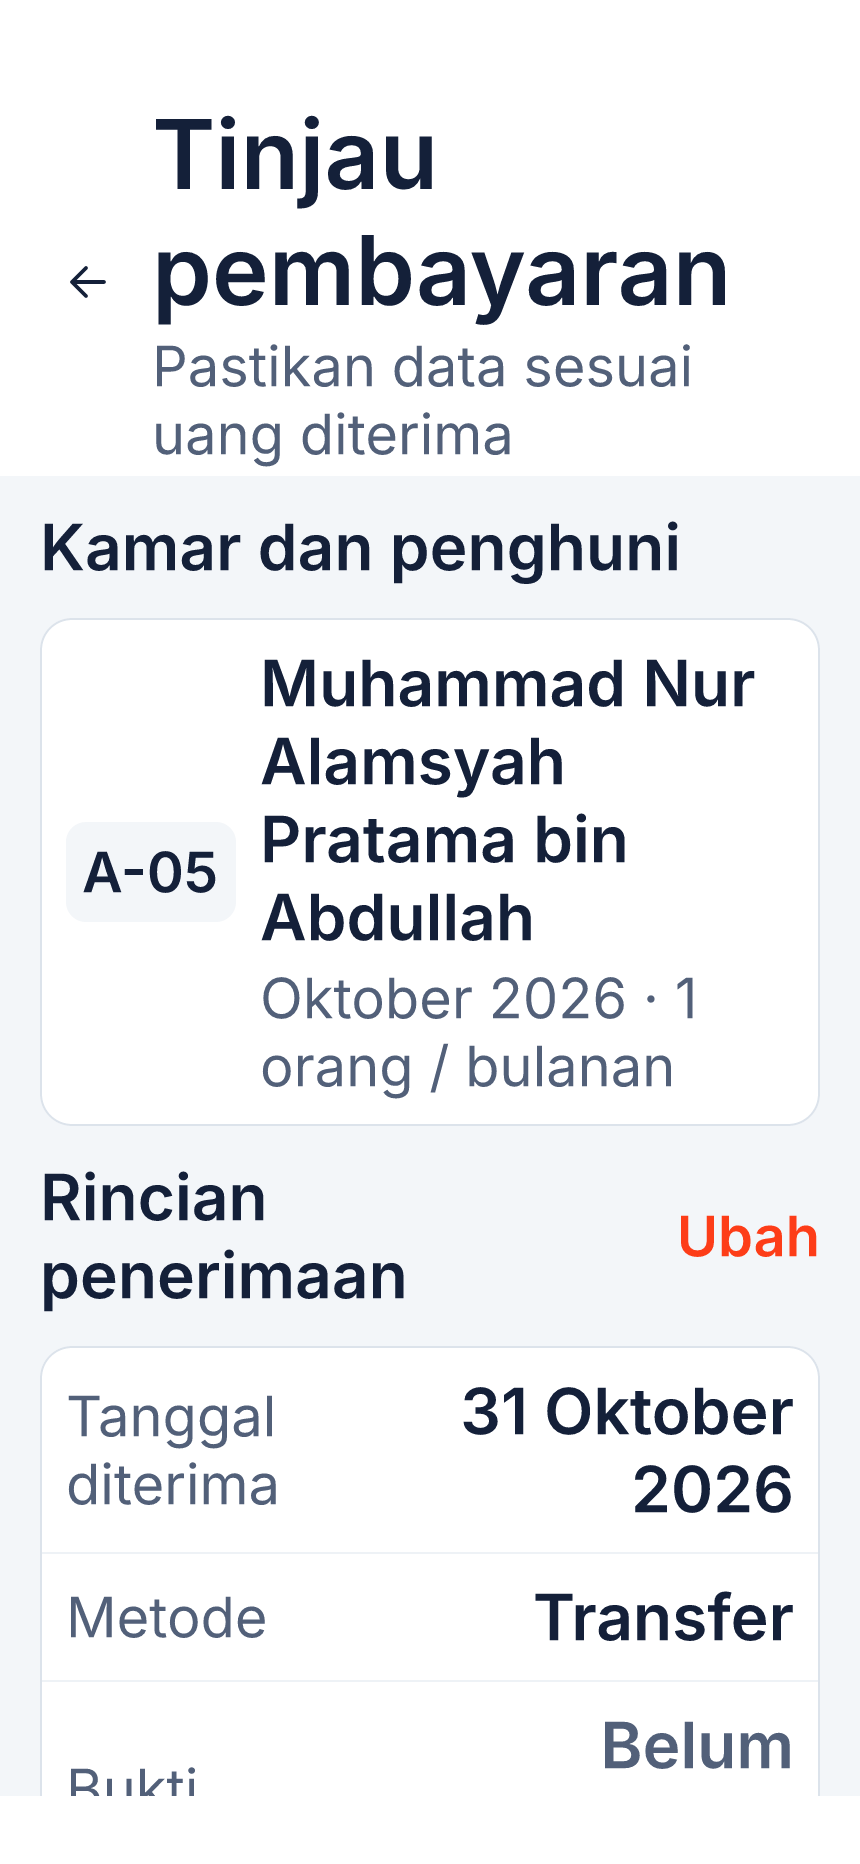 Tinjau
pembayaran
Pastikan data sesuai
uang diterima
Kamar dan penghuni
A-05
Muhammad Nur
Alamsyah
Pratama bin
Abdullah
Oktober 2026 · 1
orang / bulanan
Rincian
penerimaan
Ubah
Tanggal
diterima
31 Oktober
2026
Metode
Transfer
Bukti
Belum